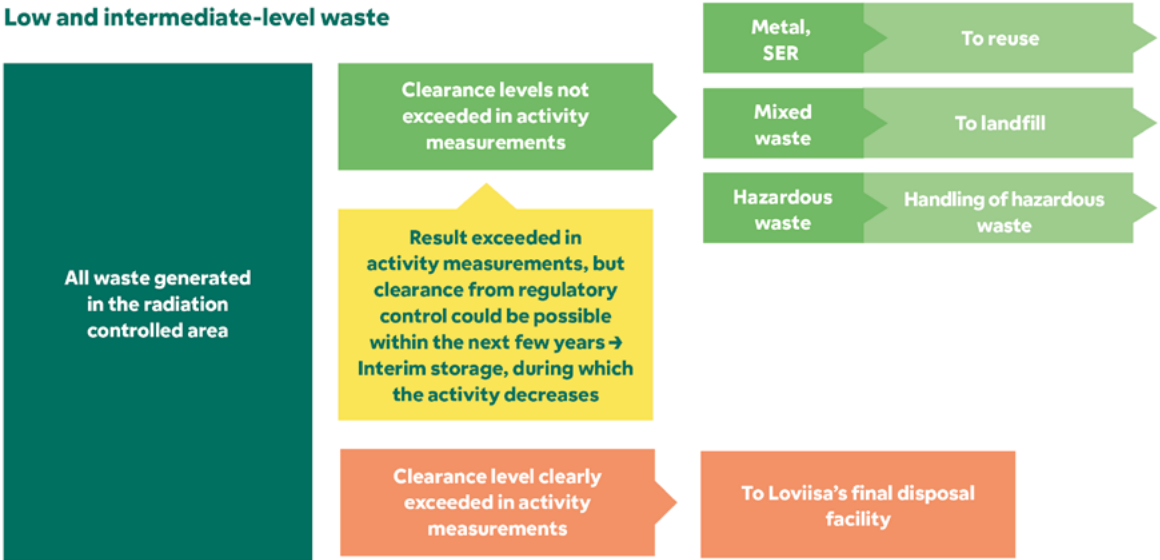 Low and intermediate-level waste
All waste generated
in the radiation
controlled area
Clearance levels not
exceeded in activity
measurements
Metal,
SER
To reuse
Mixed
waste
To landfill
Hazardous
waste
Handling of hazardous
waste
Result exceeded in
activity measurements, but
clearance from regulatory
control could be possible
within the next few years →
Interim storage, during which
the activity decreases
Clearance level clearly
exceeded in activity
measurements
To Loviisa’s final disposal
facility